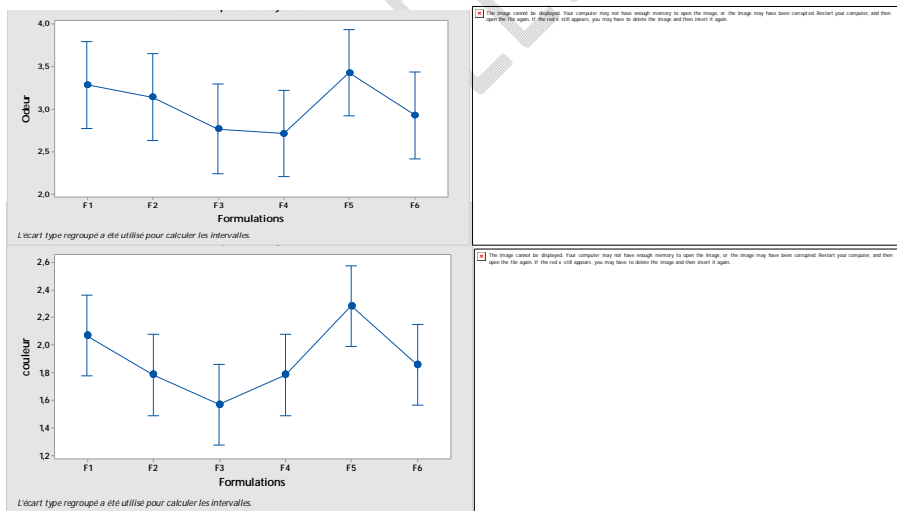 4,0
3,5
3,0
2,5
2,0
Odeur
F1 F2 F3 F4 F5 F6
Formulations
L'écart type regroupé a été utilisé pour calculer les intervalles.
The image cannot be displayed. Your computer may not have enough memory to open the image, or the image may have been corrupted. Restart your computer, and then
open the file again. If the red x still appears, you may have to delete the image and then insert it again.
2,6
2,4
2,2
2,0
1,8
1,6
1,4
1,2
couleur
F1 F2 F3 F4 F5 F6
Formulations
L'écart type regroupé a été utilisé pour calculer les intervalles.
The image cannot be displayed. Your computer may not have enough memory to open the image, or the image may have been corrupted. Restart your computer, and then
open the file again. If the red x still appears, you may have to delete the image and then insert it again.